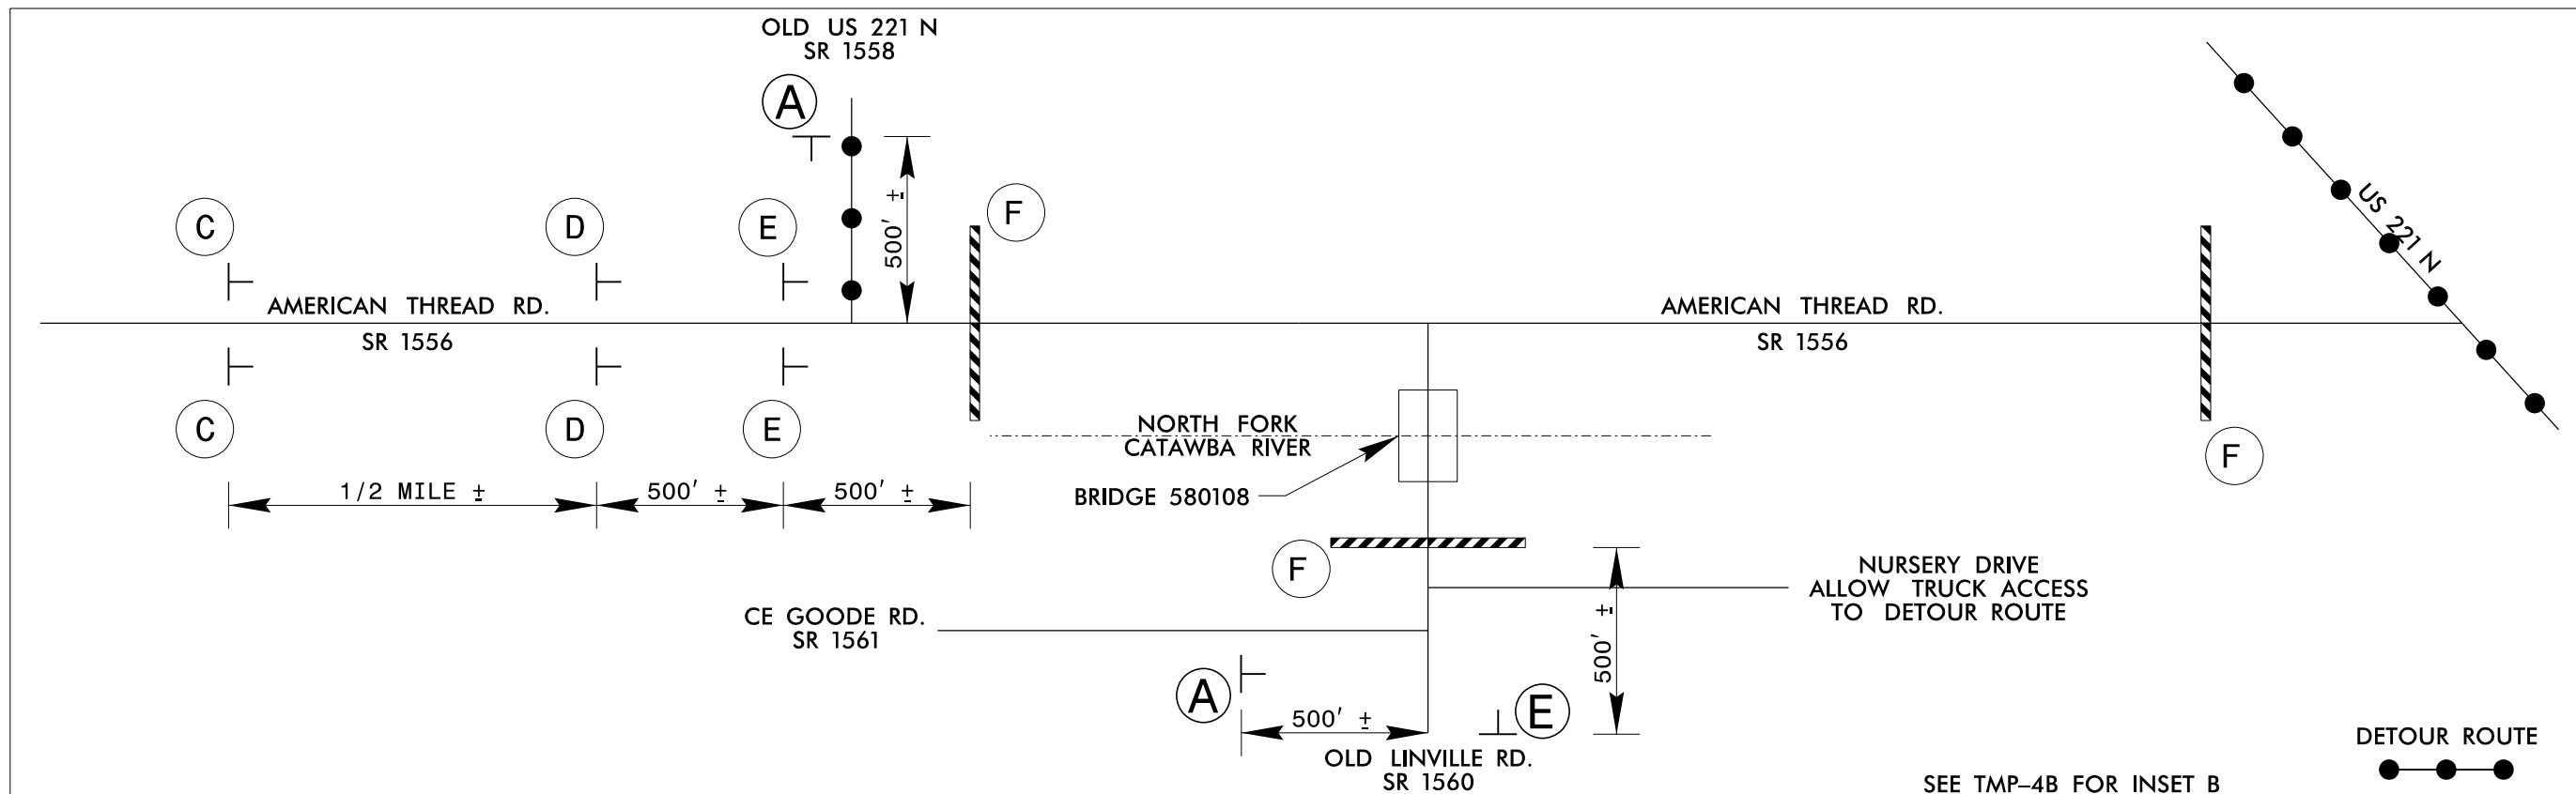 OLD US 221 N
SR 1558
A
500' ±
F
C
D
E
US 221 N
AMERICAN THREAD RD.
SR 1556
AMERICAN THREAD RD.
SR 1556
C
D
E
F
NORTH FORK
CATAWBA RIVER
1/2 MILE ±
500' ±
500' ±
BRIDGE 580108
F
NURSERY DRIVE
ALLOW TRUCK ACCESS
TO DETOUR ROUTE
CE GOODE RD.
SR 1561
500' ±
A
500' ±
E
OLD LINVILLE RD.
SR 1560
DETOUR ROUTE
SEE TMP-4B FOR INSET B